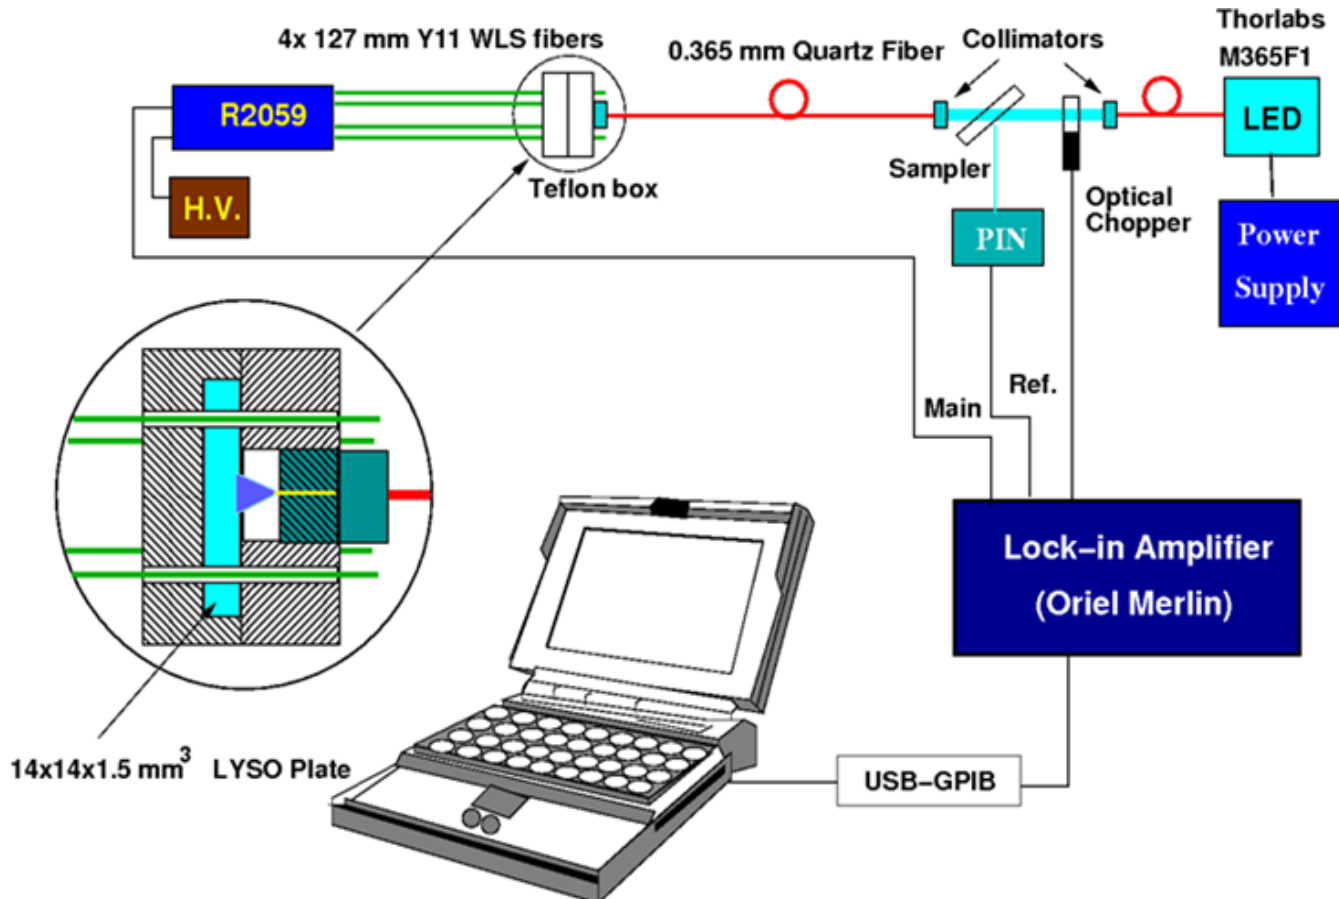 Thorlabs
M365F1
4x 127 mm Y11 WLS fibers
0.365 mm Quartz Fiber
Collimators
R2059
LED
Sampler
Teflon box
Optical
Chopper
H.V.
PIN
Power
Supply
Ref.
Main
Lock-in Amplifier
(Oriel Merlin)
14x14x1.5 mm³ LYSO Plate
USB-GPIB